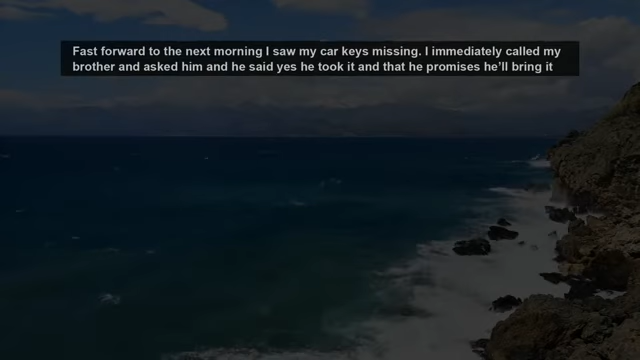 Fast forward to the next morning I saw my car keys missing. I immediately called my
brother and asked him and he said yes he took it and that he promises he’ll bring it